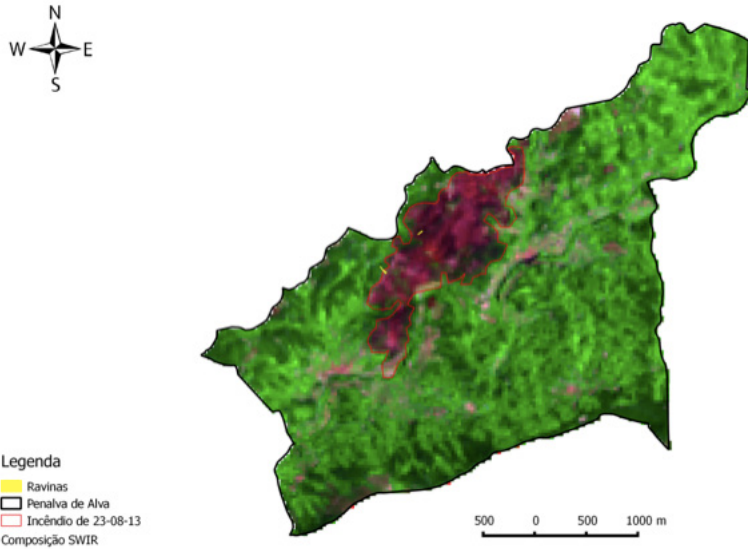 N
W E
S
Legenda
Ravinas
Penalva de Alva
Incêndio de 23-08-13
Composição SWIR
500 0 500 1000 m